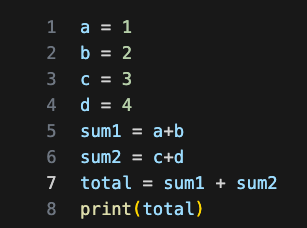 1 a = 1
2 b = 2
3 c = 3
4 d = 4
5 sum1 = a+b
6 sum2 = c+d
7 total = sum1 + sum2
8 print(total)